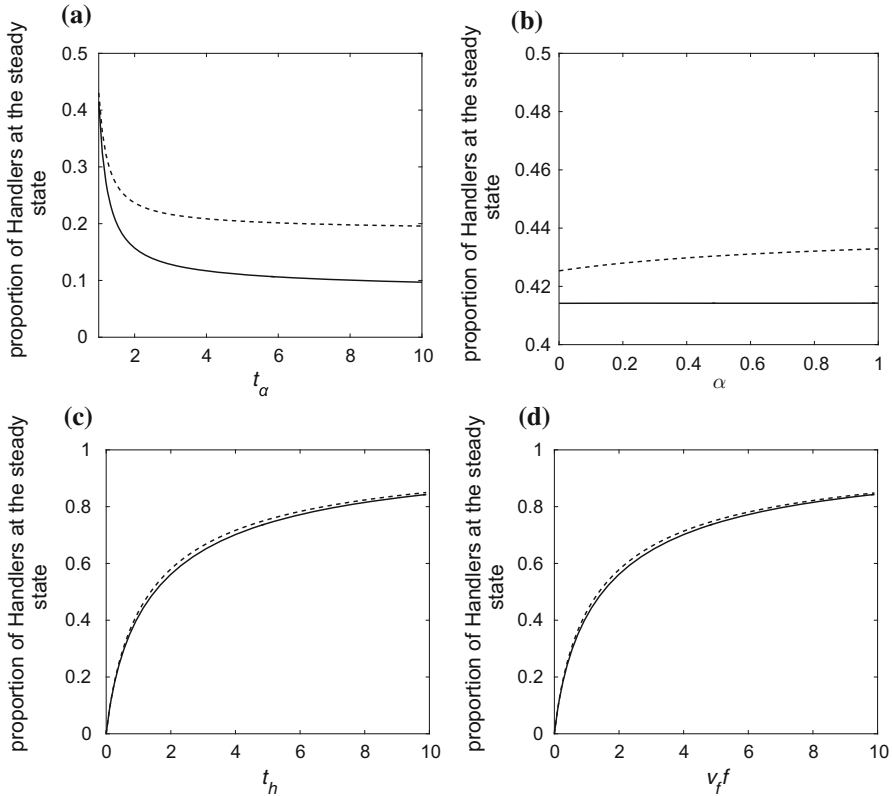 (a)
proportion of Handlers at the steady
state
0.5
0.4
0.3
0.2
0.1
0
2
4
6
8
10
t_α
(b)
proportion of Handlers at the steady
state
0.5
0.48
0.46
0.44
0.42
0.4
0
0.2
0.4
0.6
0.8
1
α
(c)
proportion of Handlers at the steady
state
1
0.8
0.6
0.4
0.2
0
0
2
4
6
8
10
t_h
(d)
proportion of Handlers at the steady
state
1
0.8
0.6
0.4
0.2
0
0
2
4
6
8
10
v_f f